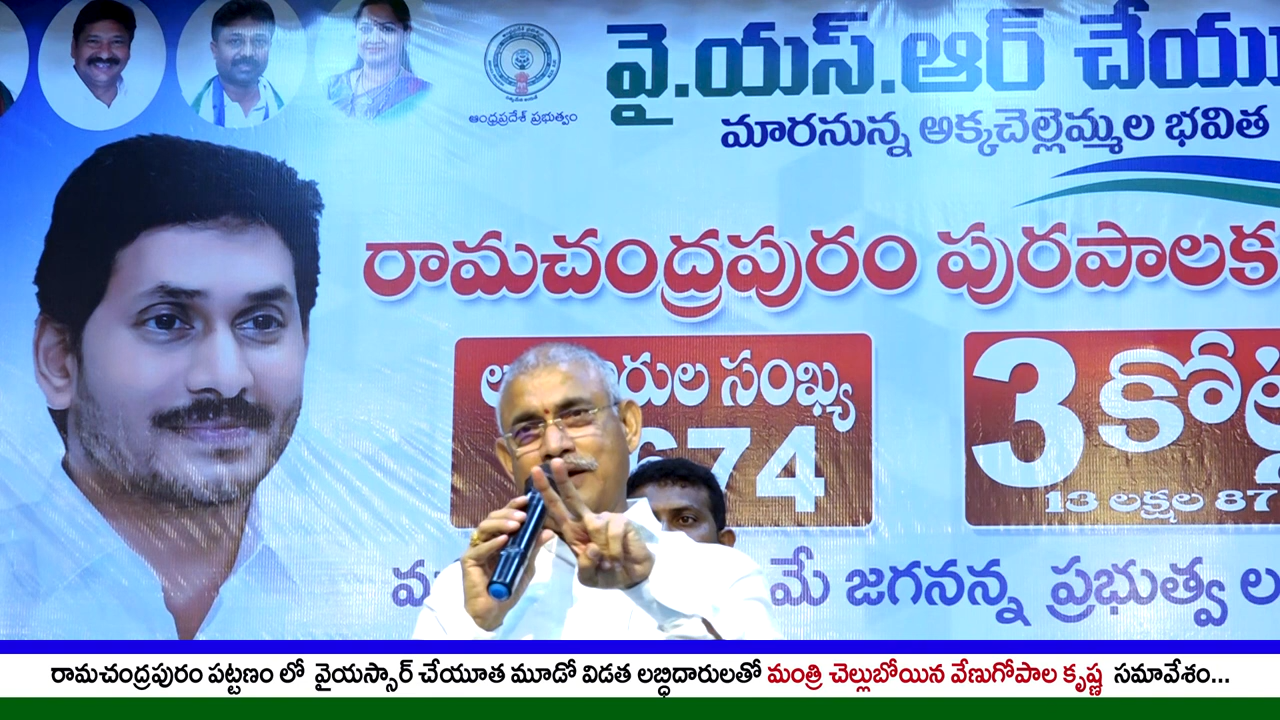 ఆంధ్రప్రదేశ్ ప్రభుత్వం
వై.యస్.ఆర్ చేయు
మారనున్న అక్కచెల్లెమ్మల భవిత
రామచంద్రపురం పురపాలక
సంఖ్య
674
3 కోట్ల
13 లక్షల 87
మే జగనన్న ప్రభుత్వ ల
రామచంద్రపురం పట్టణం లో వైయస్సార్ చేయూత మూడో విడత లబ్ధిదారులతో మంత్రి చెల్లుబోయిన వేణుగోపాల కృష్ణ సమావేశం...